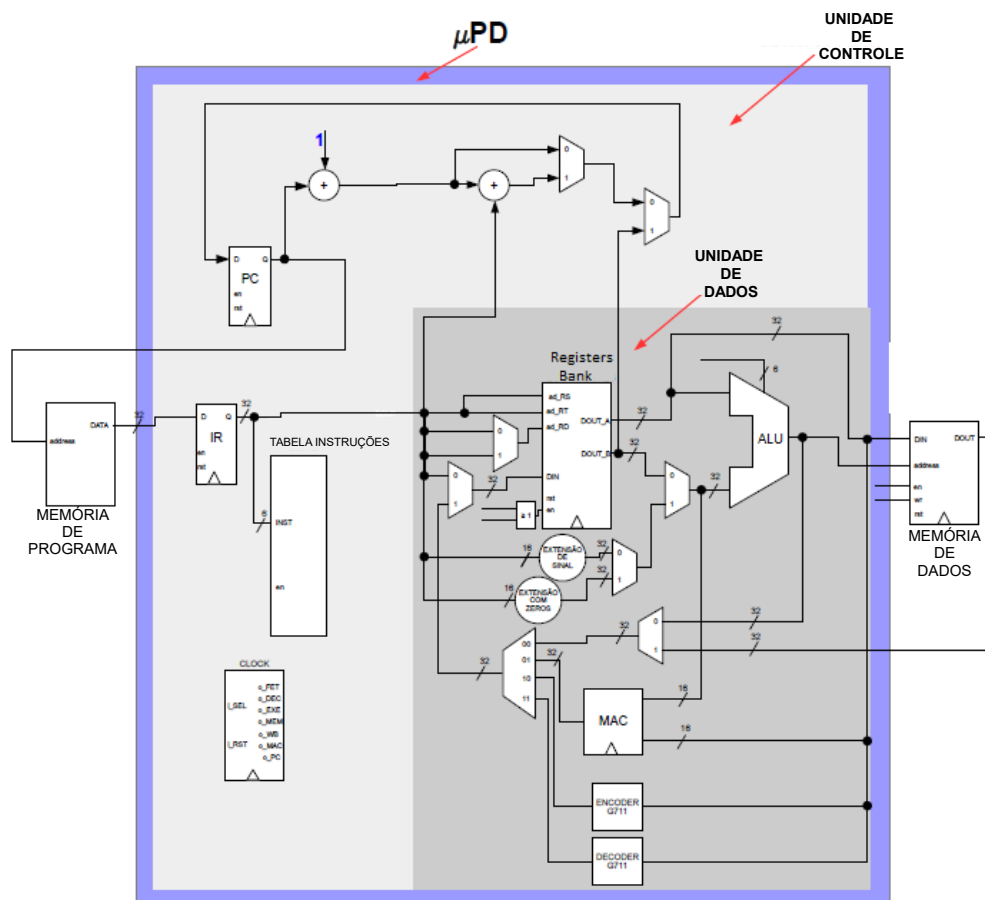 µPD
UNIDADE
DE
CONTROLE
1
+
+
0
1
0
1
D
Q
PC
en
rst
UNIDADE
DE
DADOS
32
6
Registers
Bank
ad_RS
ad_RT
ad_RD
DOUT_A
DOUT_B
DIN
rst
en
≥ 1
0
1
0
1
32
32
32
0
1
32
ALU
DATA
address
32
MEMÓRIA
DE
PROGRAMA
D
Q
IR
en
rst
32
TABELA INSTRUÇÕES
6
INST
en
DIN
DOUT
address
en
wr
rst
MEMÓRIA
DE
DADOS
16
EXTENSÃO
DE
SINAL
32
16
EXTENSÃO
COM
ZEROS
32
0
1
32
00
01
10
11
32
32
0
1
32
32
MAC
16
16
CLOCK
I_SEL
I_RST
o_FET
o_DEC
o_EXE
o_MEM
o_WB
o_MAC
o_PC
ENCODER
G711
DECODER
G711